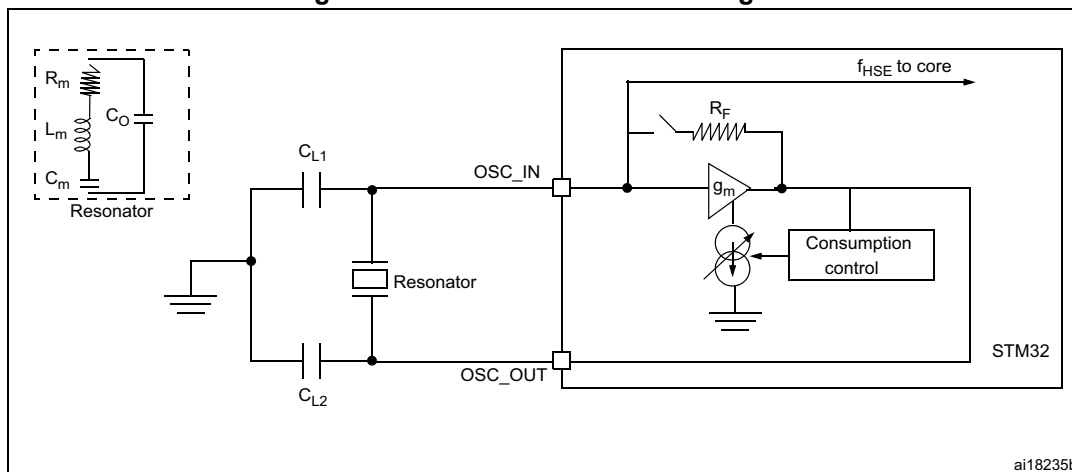 R_m
L_m
C_O
C_m
Resonator
C_L1
C_L2
Resonator
OSC_IN
OSC_OUT
f_HSE to core
R_F
g_m
Consumption
control
STM32
ai18235b